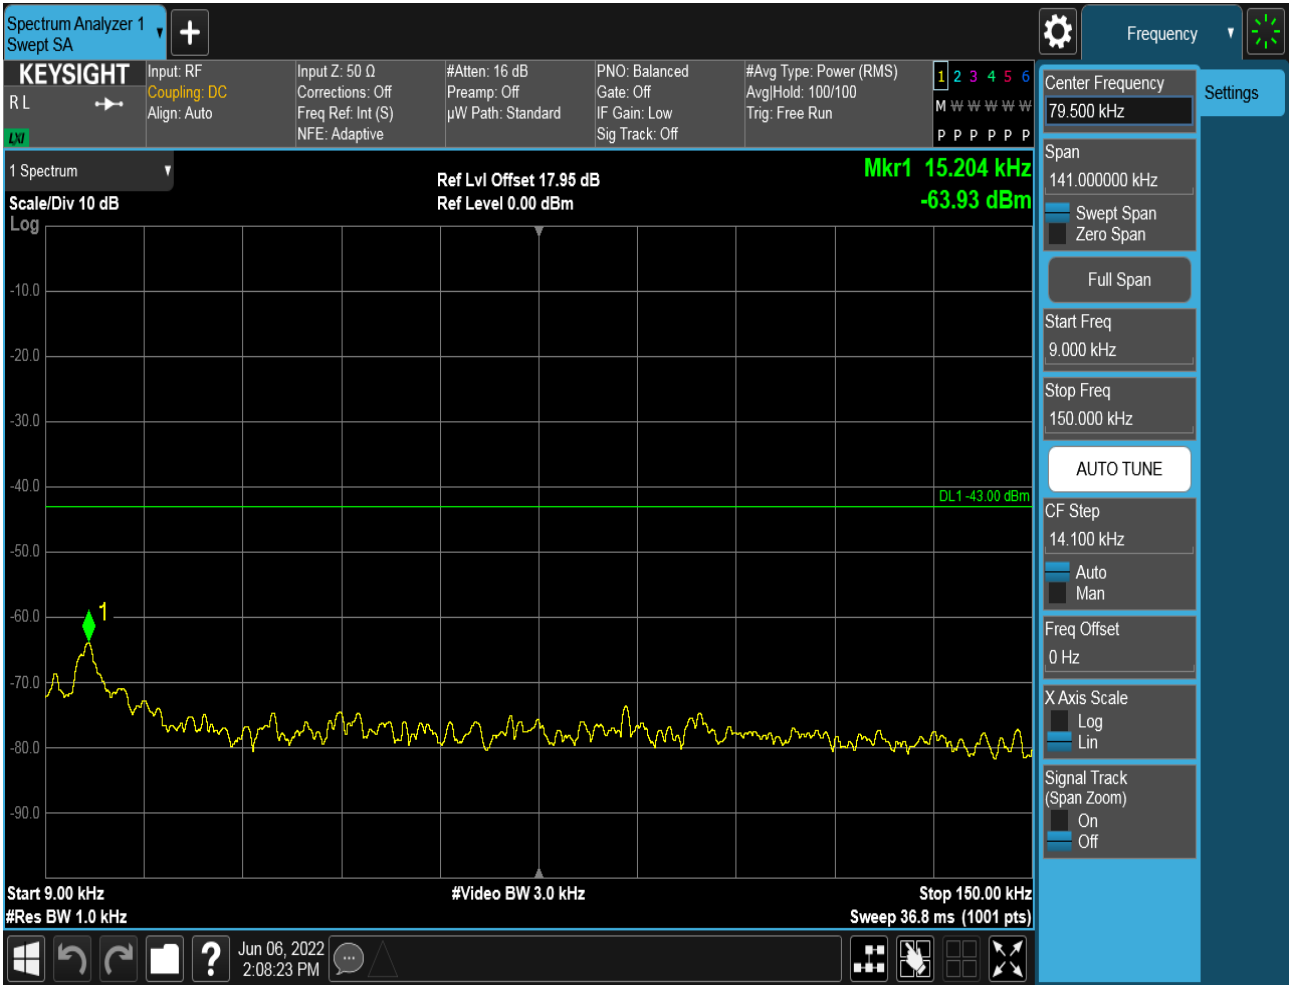 Spectrum Analyzer 1
Swept SA
Frequency
KEYSIGHT
R L
LXI
Input: RF
Coupling: DC
Align: Auto
Input Z: 50 Ω
Corrections: Off
Freq Ref: Int (S)
NFE: Adaptive
#Atten: 16 dB
Preamp: Off
µW Path: Standard
PNO: Balanced
Gate: Off
IF Gain: Low
Sig Track: Off
#Avg Type: Power (RMS)
Avg|Hold: 100/100
Trig: Free Run
1 2 3 4 5 6
M W W W W W
P P P P P P
1 Spectrum
Scale/Div 10 dB
Log
Ref Lvl Offset 17.95 dB
Ref Level 0.00 dBm
Mkr1 15.204 kHz
-63.93 dBm
-10.0
-20.0
-30.0
-40.0
DL1 -43.00 dBm
-50.0
-60.0
1
-70.0
-80.0
-90.0
Start 9.00 kHz
#Res BW 1.0 kHz
#Video BW 3.0 kHz
Stop 150.00 kHz
Sweep 36.8 ms (1001 pts)
Center Frequency
79.500 kHz
Settings
Span
141.000000 kHz
Swept Span
Zero Span
Full Span
Start Freq
9.000 kHz
Stop Freq
150.000 kHz
AUTO TUNE
CF Step
14.100 kHz
Auto
Man
Freq Offset
0 Hz
X Axis Scale
Log
Lin
Signal Track
(Span Zoom)
On
Off
?
Jun 06, 2022
2:08:23 PM